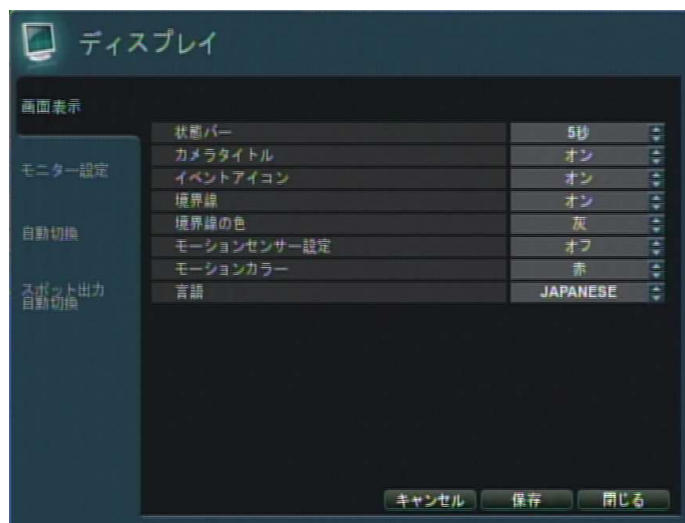 ディスプレイ
画面表示
モニター設定
自動切換
スポット出力
自動切換
状態バー 5秒
カメラタイトル オン
イベントアイコン オン
境界線 オン
境界線の色 灰
モーションセンサー設定 オフ
モーションカラー 赤
言語 JAPANESE
キャンセル 保存 閉じる